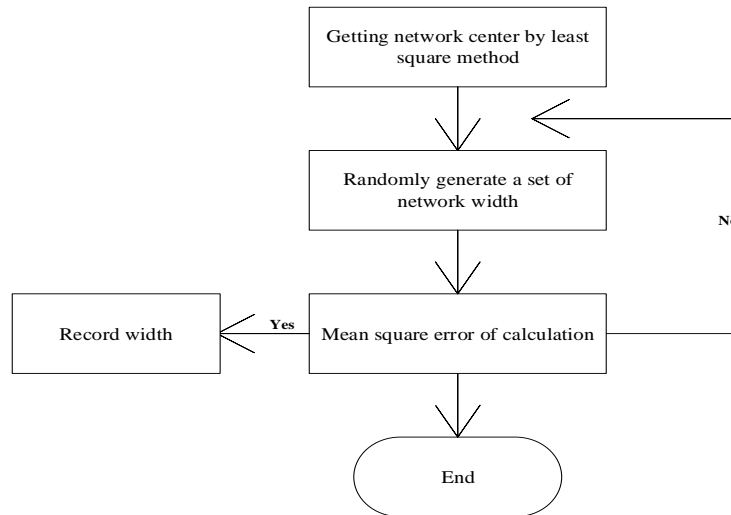 Getting network center by least
square method
Randomly generate a set of
network width
Record width
Yes
Mean square error of calculation
End